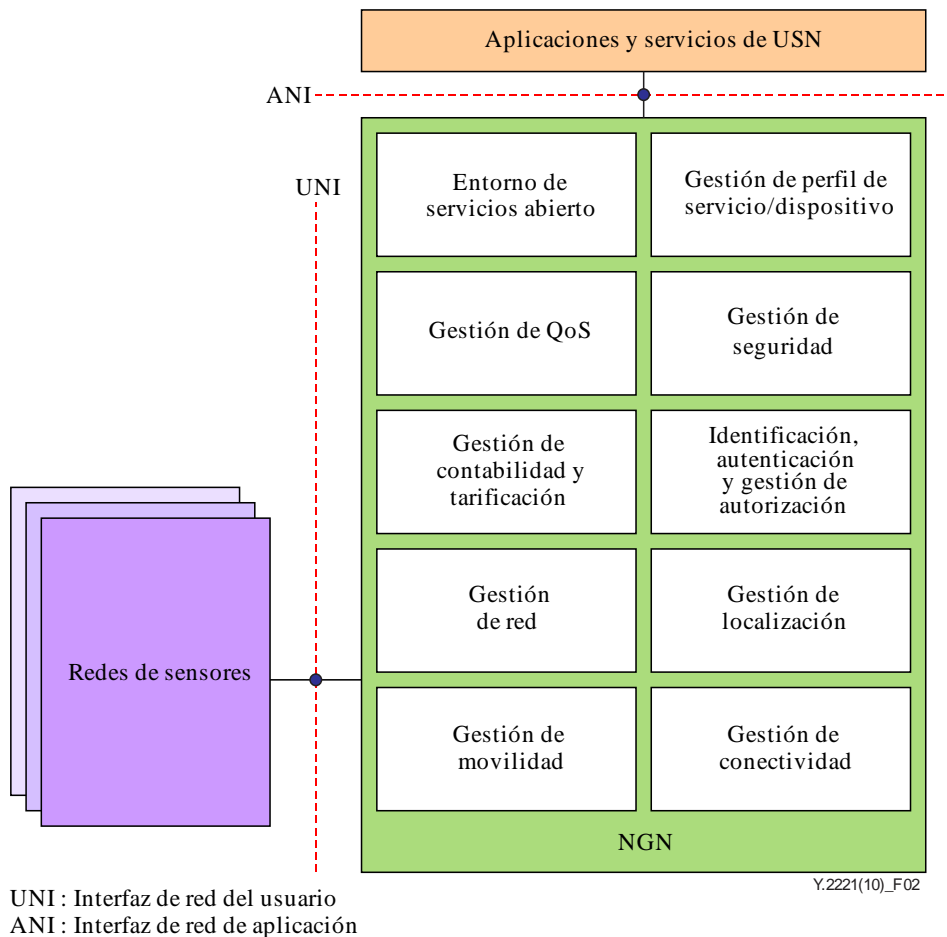 Aplicaciones y servicios de USN
ANI
UNI
Entorno de
servicios abierto
Gestión de perfil de
servicio/dispositivo
Gestión de QoS
Gestión de
seguridad
Gestión de
contabilidad y
tarificación
Identificación,
autenticación
y gestión de
autorización
Gestión
de red
Gestión de
localización
Redes de sensores
Gestión de
movilidad
Gestión de
conectividad
NGN
Y.2221(10)_F02
UNI : Interfaz de red del usuario
ANI : Interfaz de red de aplicación